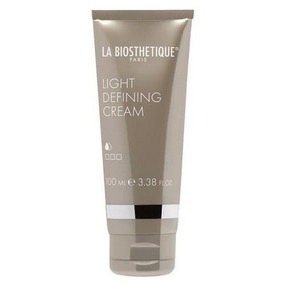 LA BIOSTHETIQUE®
PARIS
LIGHT
DEFINING
CREAM
100 ML ℮ 3.38 FL.OZ.